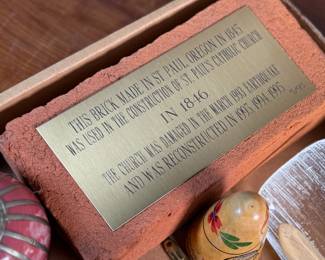 THIS BRICK MADE IN ST. PAUL, OREGON IN 1845
WAS USED IN THE CONSTRUCTION OF ST. PAUL'S CATHOLIC CHURCH
IN 1846
THE CHURCH WAS DAMAGED IN THE MARCH 1993 EARTHQUAKE
AND WAS RECONSTRUCTED IN 1993, 1994, 1995